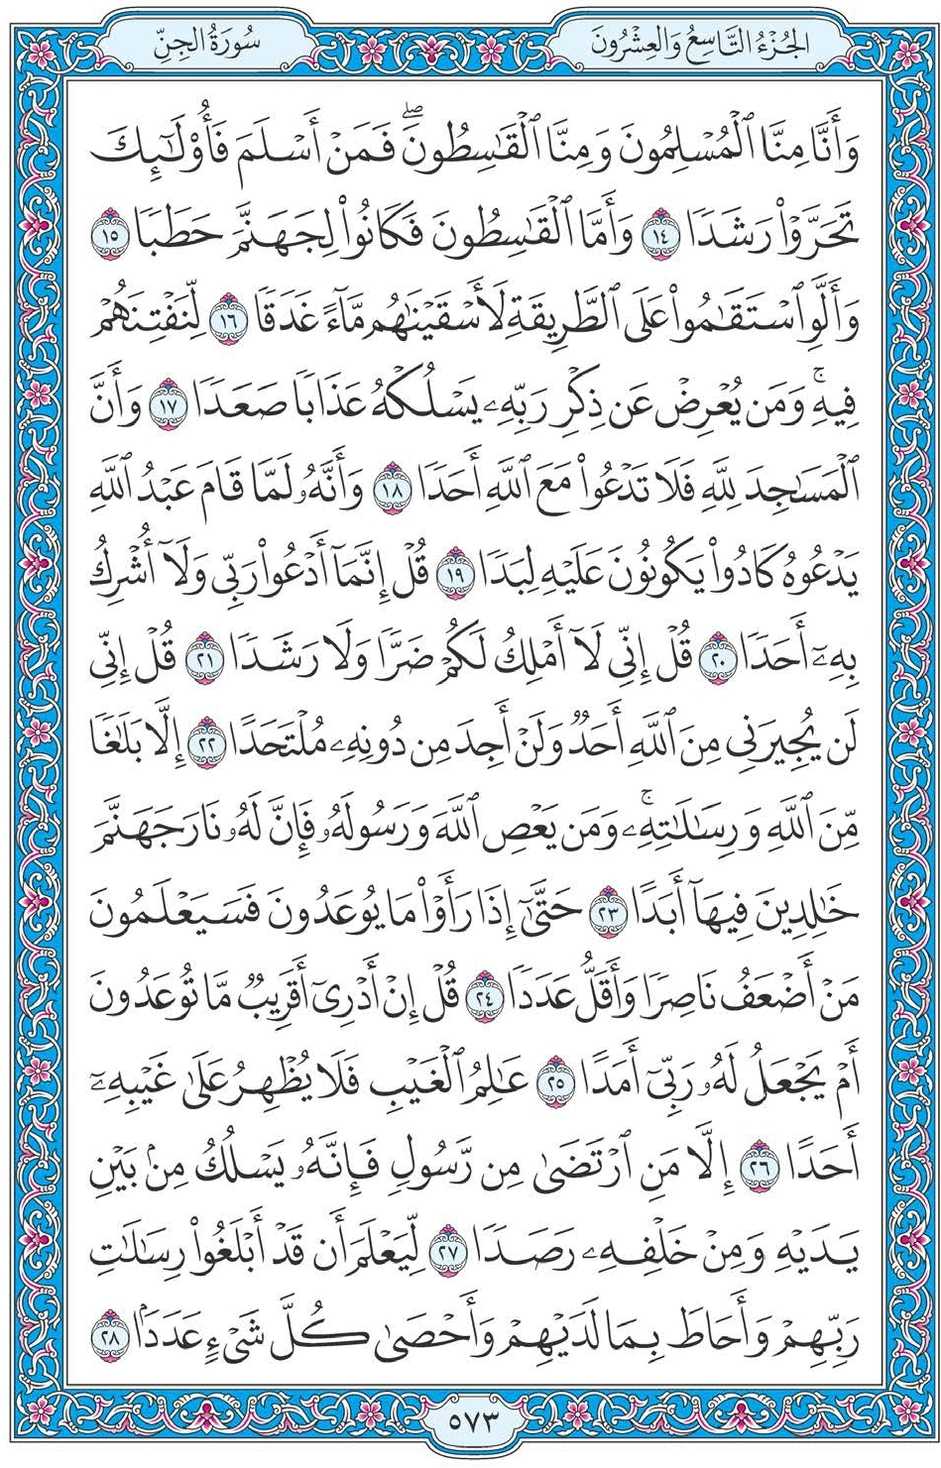 الجُزْءُ التَّاسِعُ وَالعِشْرُونَ
سُورَةُ الجِنِّ
وَأَنَّا مِنَّا ٱلْمُسْلِمُونَ وَمِنَّا ٱلْقَٰسِطُونَۖ فَمَنْ أَسْلَمَ فَأُوْلَٰٓئِكَ
تَحَرَّوْاْ رَشَدٗا ١٤ وَأَمَّا ٱلْقَٰسِطُونَ فَكَانُواْ لِجَهَنَّمَ حَطَبٗا ١٥
وَأَلَّوِ ٱسْتَقَٰمُواْ عَلَى ٱلطَّرِيقَةِ لَأَسْقَيْنَٰهُم مَّآءً غَدَقٗا ١٦ لِّنَفْتِنَهُمْ
فِيهِۚ وَمَن يُعْرِضْ عَن ذِكْرِ رَبِّهِۦ يَسْلُكْهُ عَذَابٗا صَعَدٗا ١٧ وَأَنَّ
ٱلْمَسَٰجِدَ لِلَّهِ فَلَا تَدْعُواْ مَعَ ٱللَّهِ أَحَدٗا ١٨ وَأَنَّهُۥ لَمَّا قَامَ عَبْدُ ٱللَّهِ
يَدْعُوهُ كَادُواْ يَكُونُونَ عَلَيْهِ لِبَدٗا ١٩ قُلْ إِنَّمَآ أَدْعُواْ رَبِّي وَلَآ أُشْرِكُ
بِهِۦٓ أَحَدٗا ٢٠ قُلْ إِنِّي لَآ أَمْلِكُ لَكُمْ ضَرّٗا وَلَا رَشَدٗا ٢١ قُلْ إِنِّي
لَن يُجِيرَنِي مِنَ ٱللَّهِ أَحَدٞ وَلَنْ أَجِدَ مِن دُونِهِۦ مُلْتَحَدًا ٢٢ إِلَّا بَلَٰغٗا
مِّنَ ٱللَّهِ وَرِسَٰلَٰتِهِۦۚ وَمَن يَعْصِ ٱللَّهَ وَرَسُولَهُۥ فَإِنَّ لَهُۥ نَارَ جَهَنَّمَ
خَٰلِدِينَ فِيهَآ أَبَدًا ٢٣ حَتَّىٰٓ إِذَا رَأَوْاْ مَا يُوعَدُونَ فَسَيَعْلَمُونَ
مَنْ أَضْعَفُ نَاصِرٗا وَأَقَلُّ عَدَدٗا ٢٤ قُلْ إِنْ أَدْرِيٓ أَقَرِيبٞ مَّا تُوعَدُونَ
أَمْ يَجْعَلُ لَهُۥ رَبِّيٓ أَمَدًا ٢٥ عَٰلِمُ ٱلْغَيْبِ فَلَا يُظْهِرُ عَلَىٰ غَيْبِهِۦٓ
أَحَدًا ٢٦ إِلَّا مَنِ ٱرْتَضَىٰ مِن رَّسُولٖ فَإِنَّهُۥ يَسْلُكُ مِنۢ بَيْنِ
يَدَيْهِ وَمِنْ خَلْفِهِۦ رَصَدٗا ٢٧ لِّيَعْلَمَ أَن قَدْ أَبْلَغُواْ رِسَٰلَٰتِ
رَبِّهِمْ وَأَحَاطَ بِمَا لَدَيْهِمْ وَأَحْصَىٰ كُلَّ شَيْءٍ عَدَدَۢا ٢٨
٥٧٣